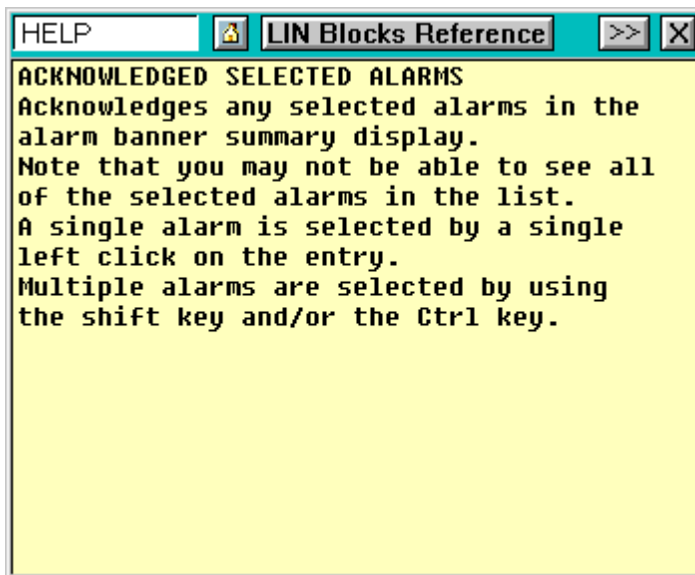 HELP LIN Blocks Reference >> X
ACKNOWLEDGED SELECTED ALARMS
Acknowledges any selected alarms in the
alarm banner summary display.
Note that you may not be able to see all
of the selected alarms in the list.
A single alarm is selected by a single
left click on the entry.
Multiple alarms are selected by using
the shift key and/or the Ctrl key.